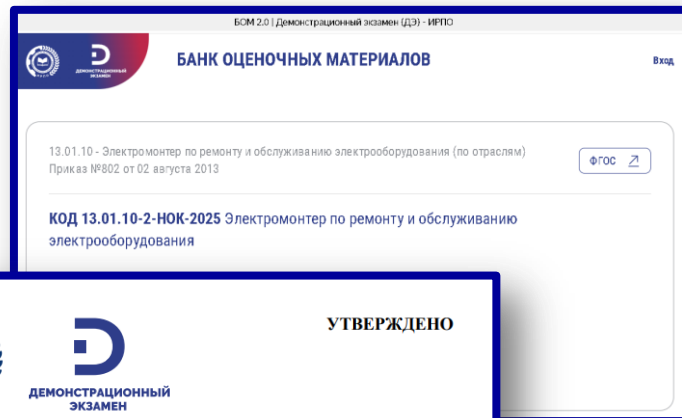 БОМ 2.0 | Демонстрационный экзамен (ДЭ) - ИРПО
ДЕМОНСТРАЦИОННЫЙ
ЭКЗАМЕН
БАНК ОЦЕНОЧНЫХ МАТЕРИАЛОВ
Вход
13.01.10 - Электромонтер по ремонту и обслуживанию электрооборудования (по отраслям)
Приказ №802 от 02 августа 2013
ФГОС
КОД 13.01.10-2-НОК-2025 Электромонтер по ремонту и обслуживанию
электрооборудования
УТВЕРЖДЕНО
ДЕМОНСТРАЦИОННЫЙ
ЭКЗАМЕН